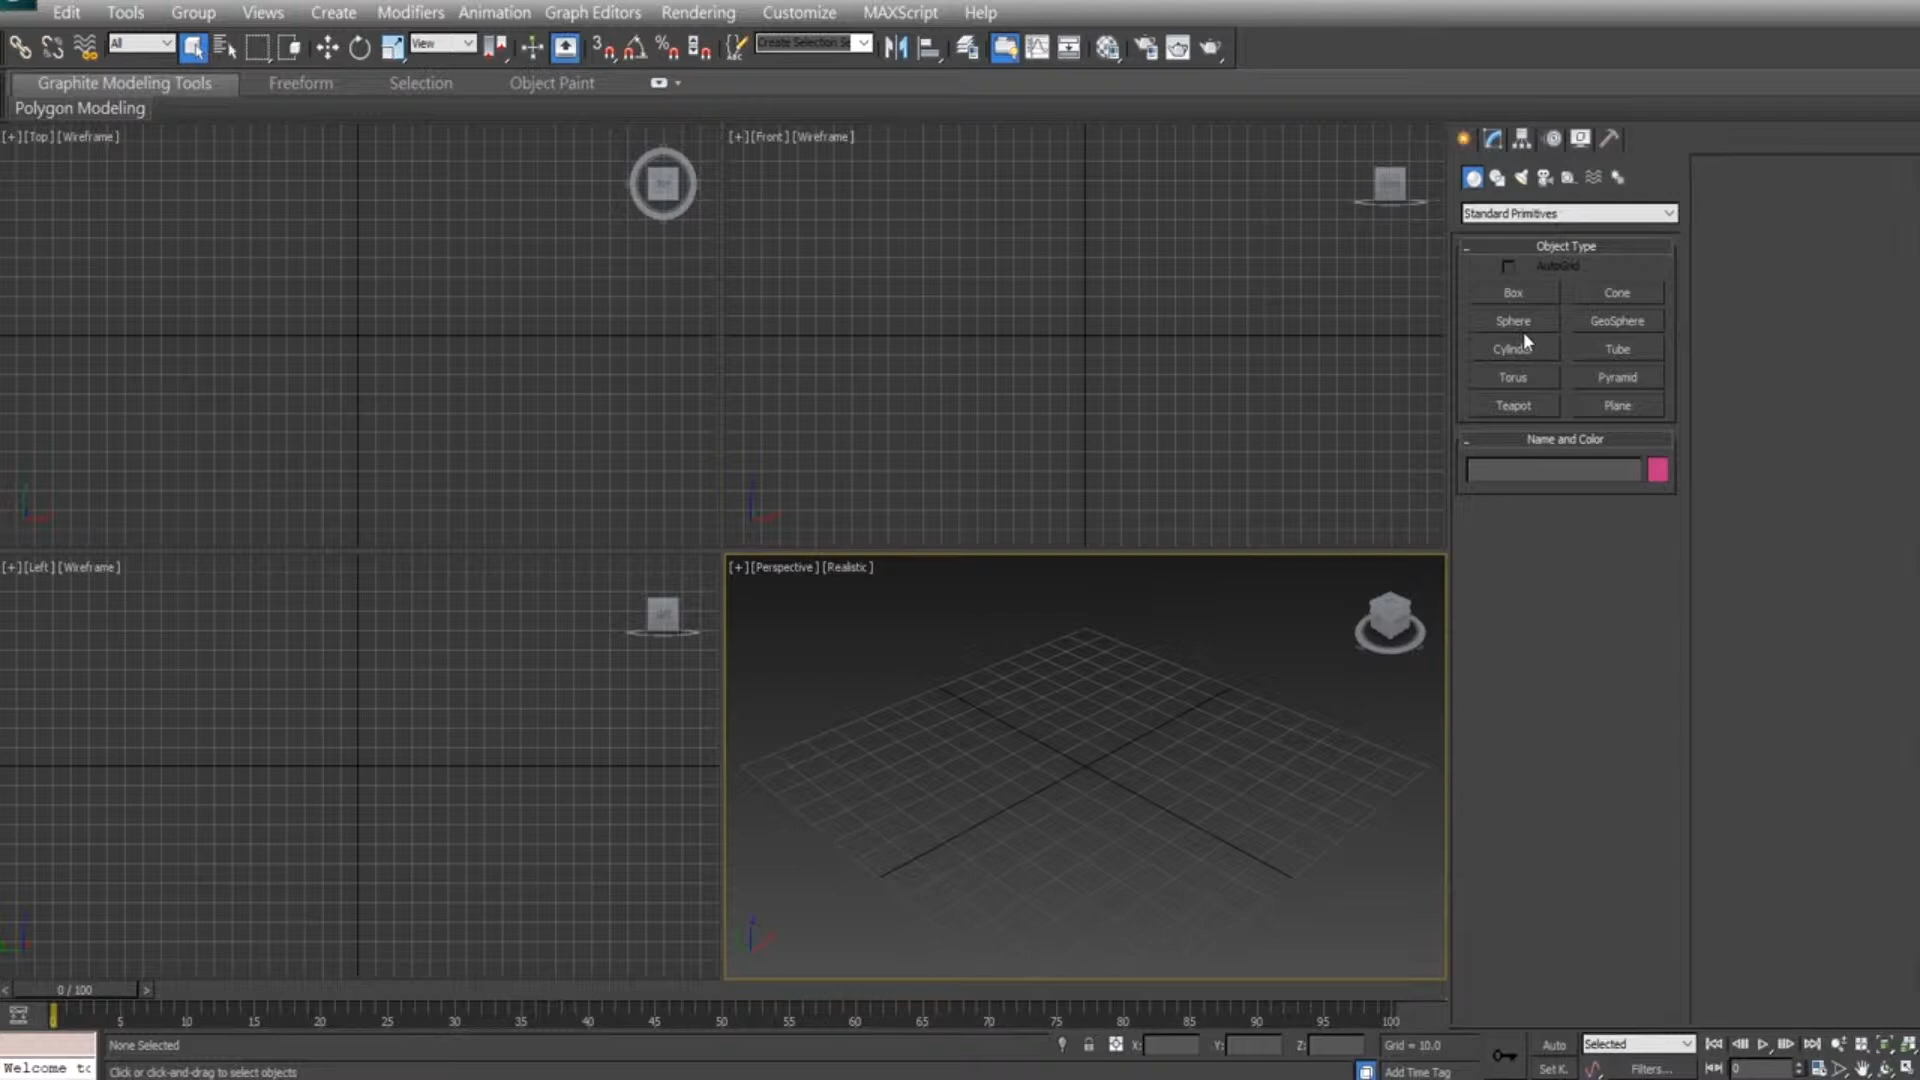 Edit Tools Group Views Create Modifiers Animation Graph Editors Rendering Customize MAXScript Help
All View Create Selection Se
Graphite Modeling Tools Freeform Selection Object Paint
Polygon Modeling
[+][Top][Wireframe]
TOP
[+][Front][Wireframe]
Standard Primitives
Object Type
AutoGrid
Box Cone
Sphere GeoSphere
Tube
Torus Pyramid
Teapot Plane
Name and Color
[+][Left][Wireframe]
[+][Perspective][Realistic]
< 0 / 100 >
0 5 10 15 20 25 30 35 40 45 50 55 60 65 70 75 80 85 90 95 100
None Selected X: Y: Z: Grid = 10.0 Auto Selected
Welcome to Click or click-and-drag to select objects Add Time Tag Set K. Filters... 0